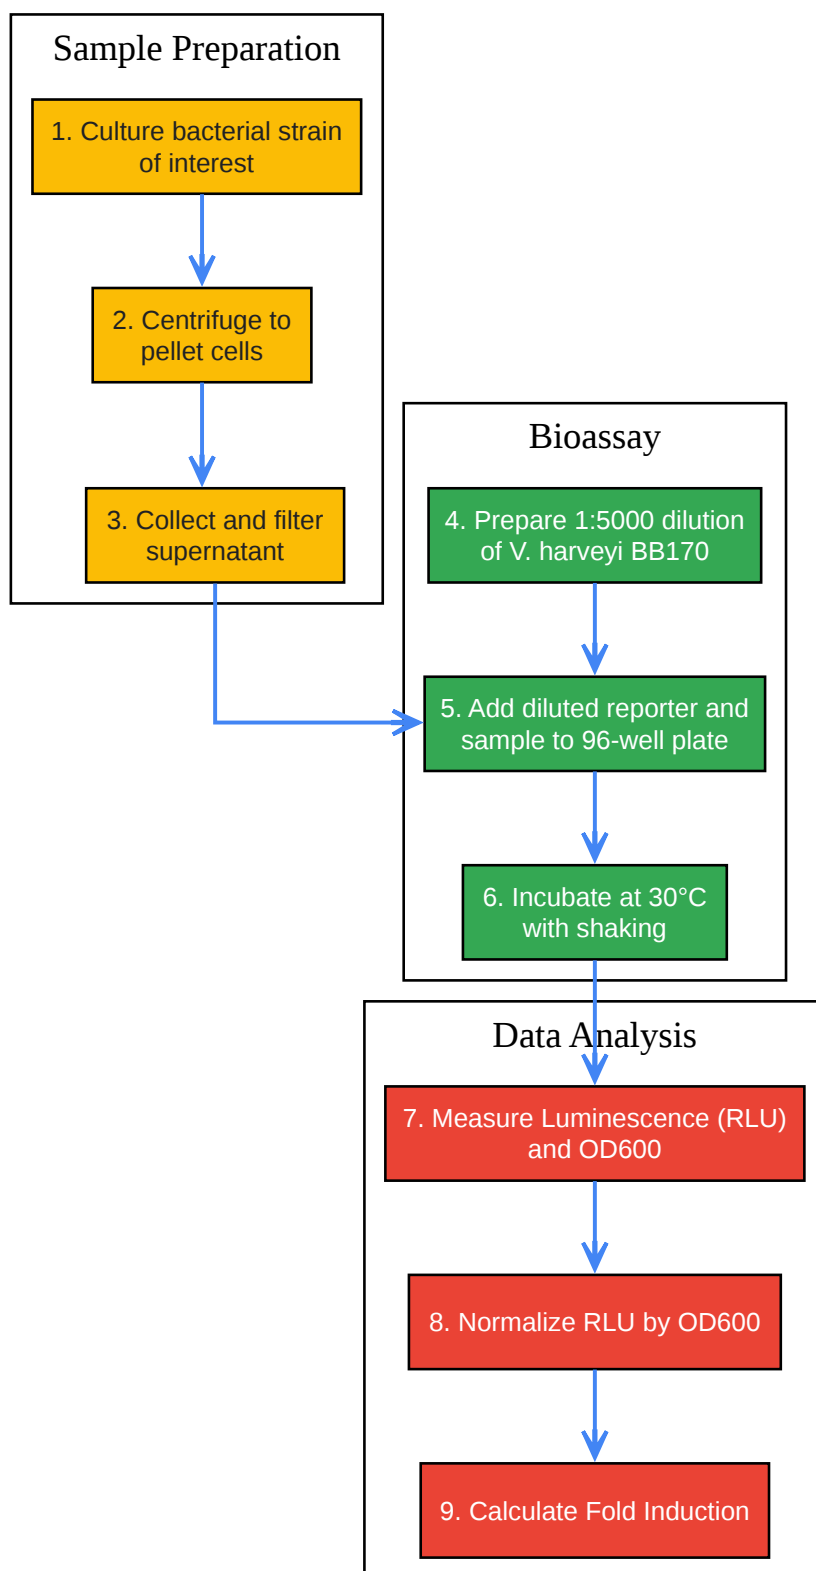 Sample Preparation
1. Culture bacterial strain
of interest
2. Centrifuge to
pellet cells
3. Collect and filter
supernatant
Bioassay
4. Prepare 1:5000 dilution
of V. harveyi BB170
5. Add diluted reporter and
sample to 96-well plate
6. Incubate at 30°C
with shaking
Data Analysis
7. Measure Luminescence (RLU)
and OD600
8. Normalize RLU by OD600
9. Calculate Fold Induction